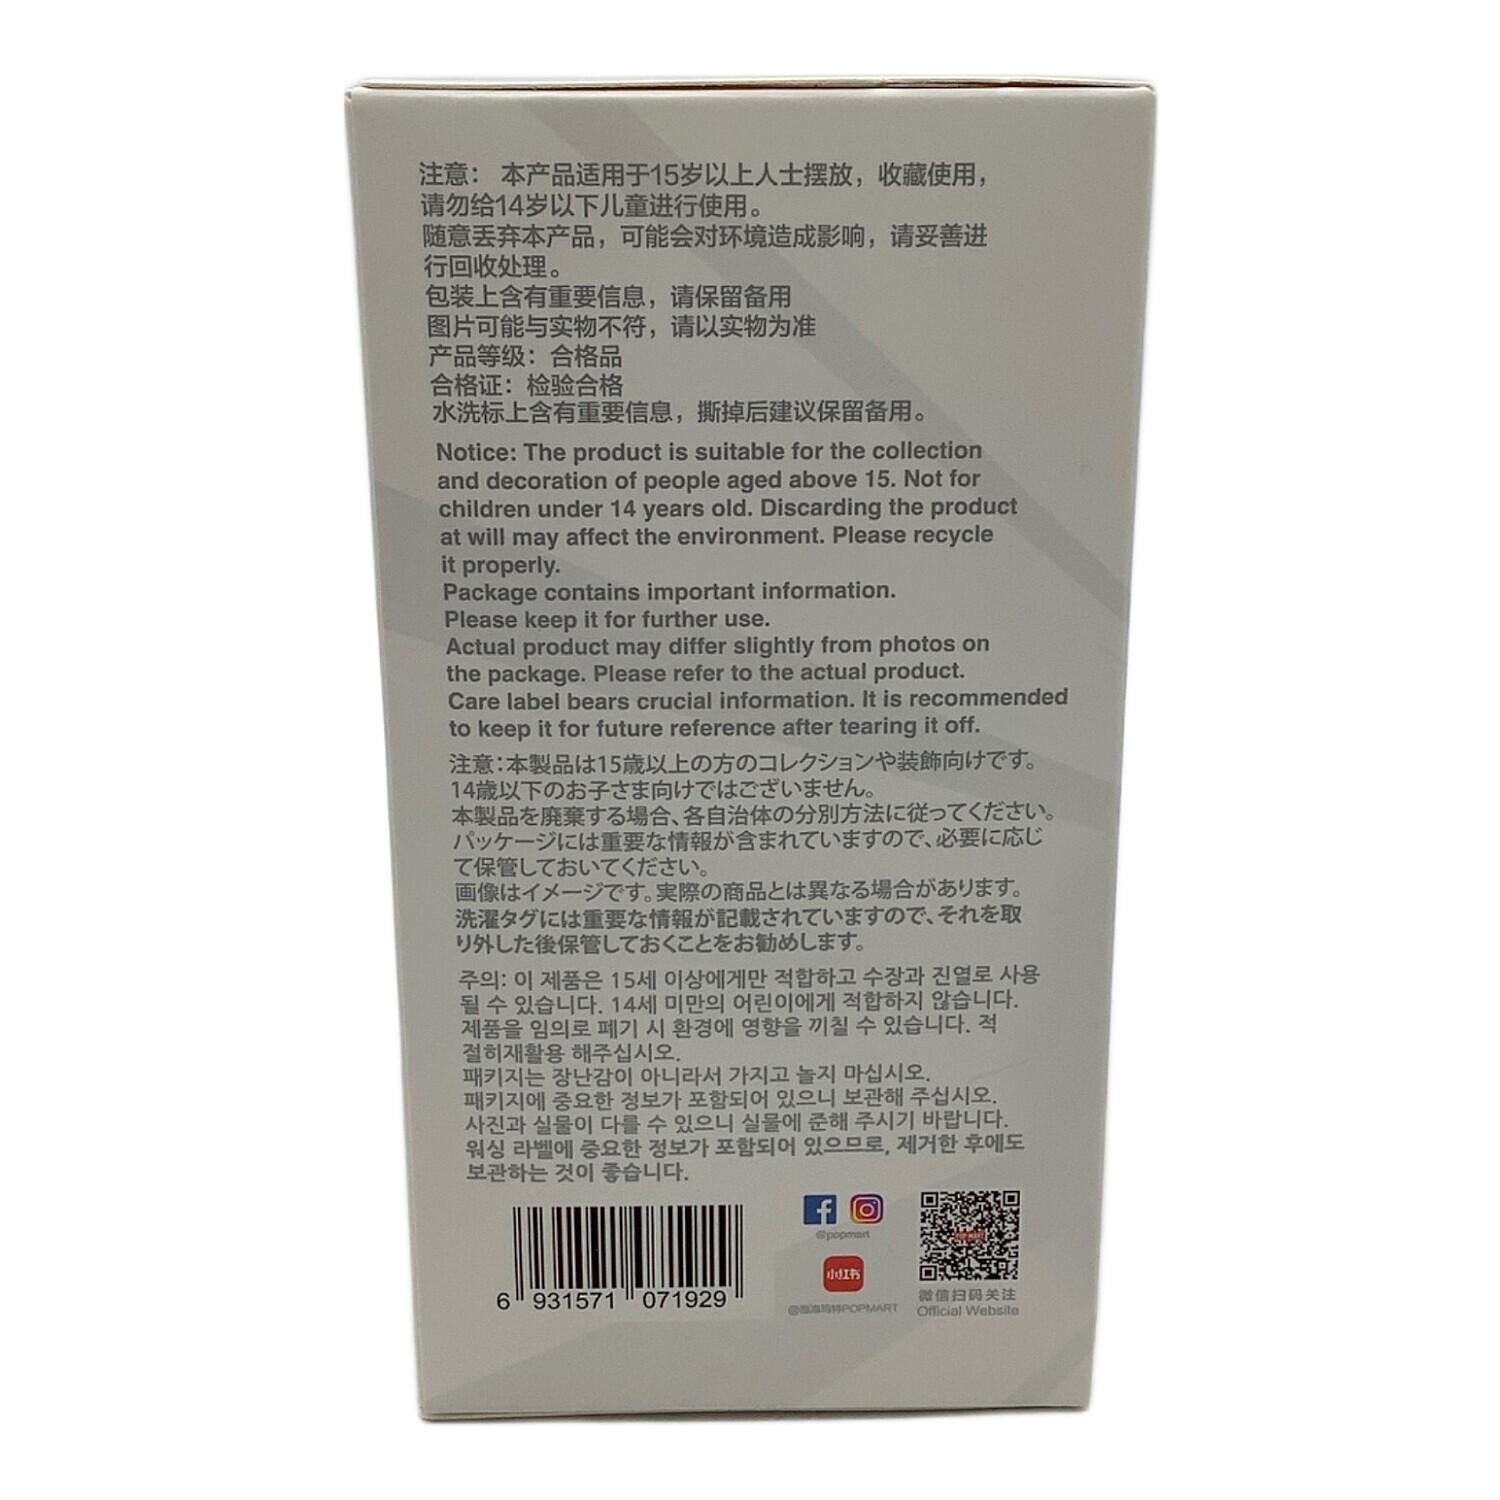 注意： 本产品适用于15岁以上人士摆放，收藏使用，
请勿给14岁以下儿童进行使用。
随意丢弃本产品，可能会对环境造成影响，请妥善进
行回收处理。
包装上含有重要信息，请保留备用
图片可能与实物不符，请以实物为准
产品等级：合格品
合格证：检验合格
水洗标上含有重要信息，撕掉后建议保留备用。
Notice: The product is suitable for the collection
and decoration of people aged above 15. Not for
children under 14 years old. Discarding the product
at will may affect the environment. Please recycle
it properly.
Package contains important information.
Please keep it for further use.
Actual product may differ slightly from photos on
the package. Please refer to the actual product.
Care label bears crucial information. It is recommended
to keep it for future reference after tearing it off.
注意：本製品は15歳以上の方のコレクションや装飾向けです。
14歳以下のお子さま向けではございません。
本製品を廃棄する場合、各自治体の分別方法に従ってください。
パッケージには重要な情報が含まれていますので、必要に応じ
て保管しておいてください。
画像はイメージです。実際の商品とは異なる場合があります。
洗濯タグには重要な情報が記載されていますので、それを取
り外した後保管しておくことをお勧めします。
주의: 이 제품은 15세 이상에게만 적합하고 수장과 진열로 사용
될 수 있습니다. 14세 미만의 어린이에게 적합하지 않습니다.
제품을 임의로 폐기 시 환경에 영향을 끼칠 수 있습니다. 적
절히재활용 해주십시오.
패키지는 장난감이 아니라서 가지고 놀지 마십시오.
패키지에 중요한 정보가 포함되어 있으니 보관해 주십시오.
사진과 실물이 다를 수 있으니 실물에 준해 주시기 바랍니다.
워싱 라벨에 중요한 정보가 포함되어 있으므로, 제거한 후에도
보관하는 것이 좋습니다.
@popmart
小红书
@泡泡玛特POPMART
POP MART
微信扫码关注
Official Website
6 931571 071929